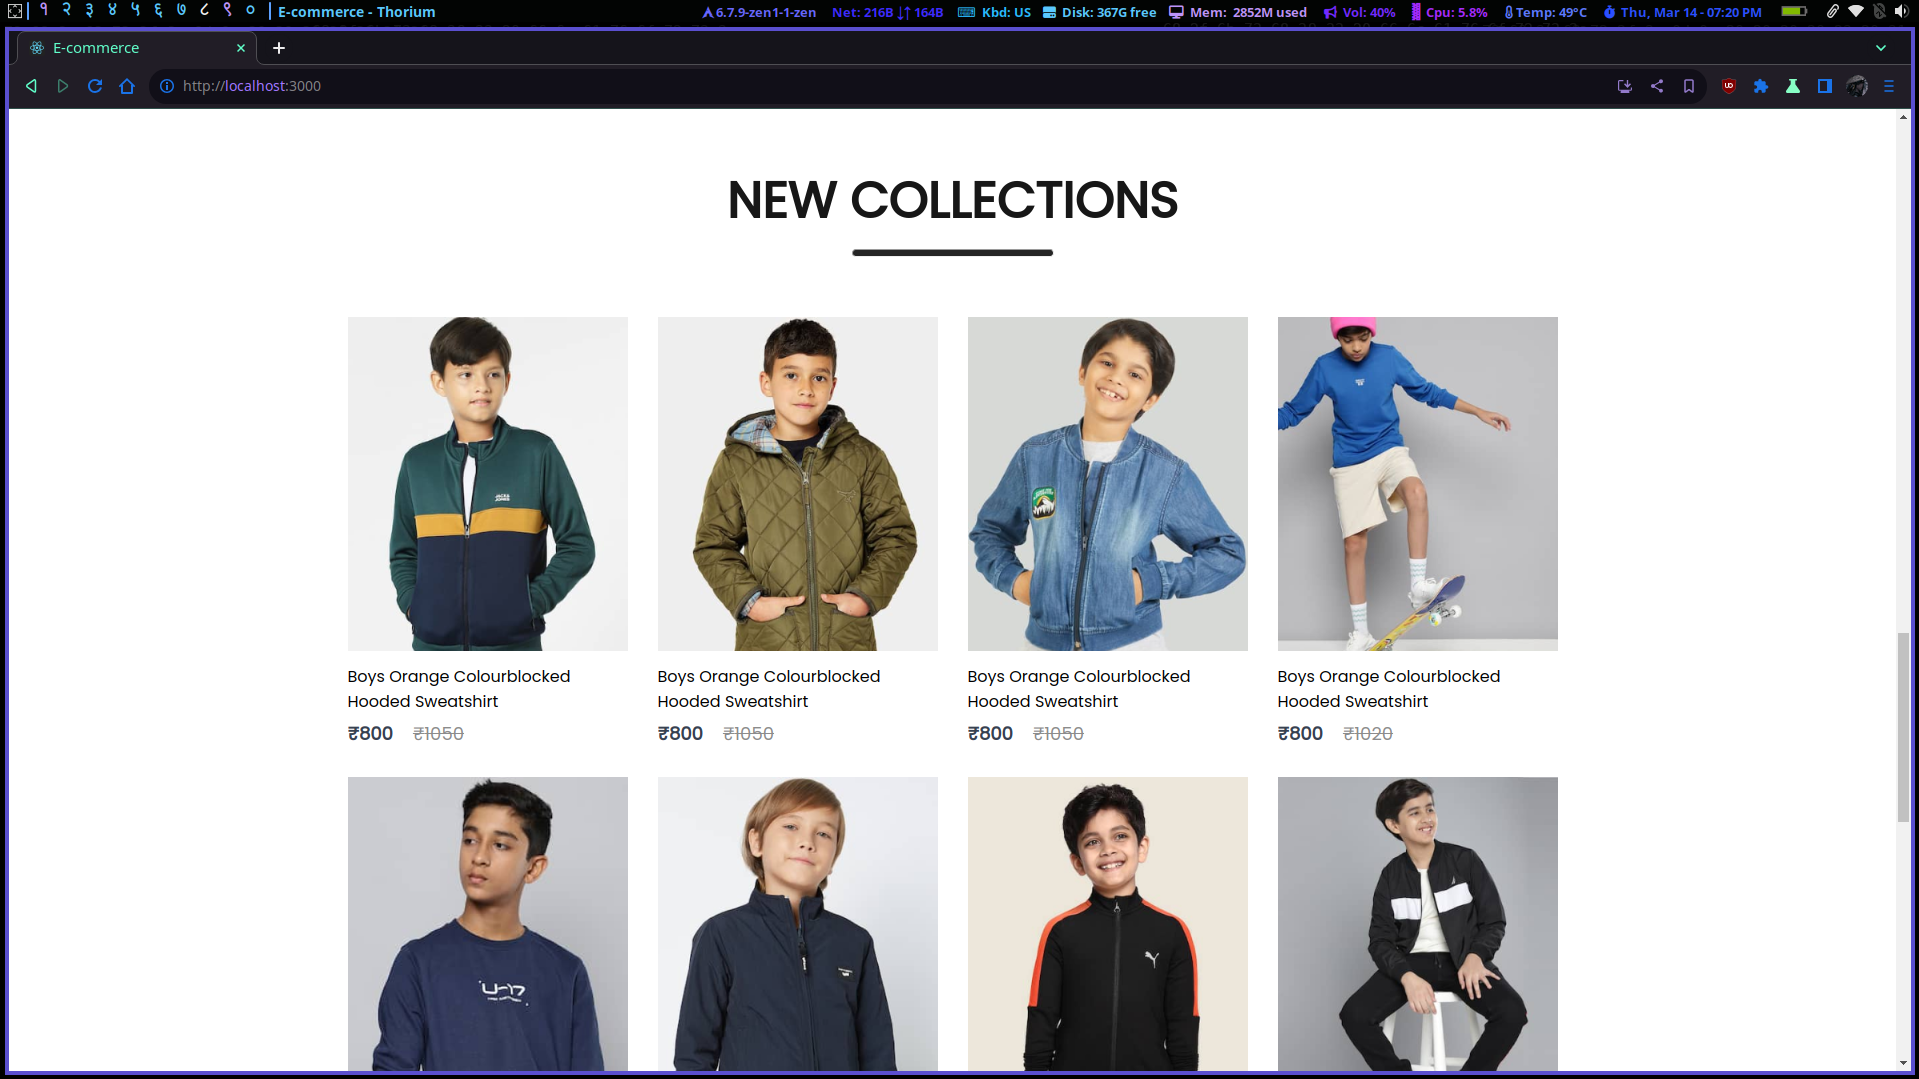 १ २ ३ ४ ५ ६ ७ ८ ९ ० E-commerce - Thorium 6.7.9-zen1-1-zen Net: 216B ↓↑ 164B Kbd: US Disk: 367G free Mem: 2852M used Vol: 40% Cpu: 5.8% Temp: 49°C Thu, Mar 14 - 07:20 PM
E-commerce
http://localhost:3000
NEW COLLECTIONS
JACK&
JONES
Boys Orange Colourblocked
Hooded Sweatshirt
₹800 ₹1050
Boys Orange Colourblocked
Hooded Sweatshirt
₹800 ₹1050
Boys Orange Colourblocked
Hooded Sweatshirt
₹800 ₹1050
Boys Orange Colourblocked
Hooded Sweatshirt
₹800 ₹1020
U-17